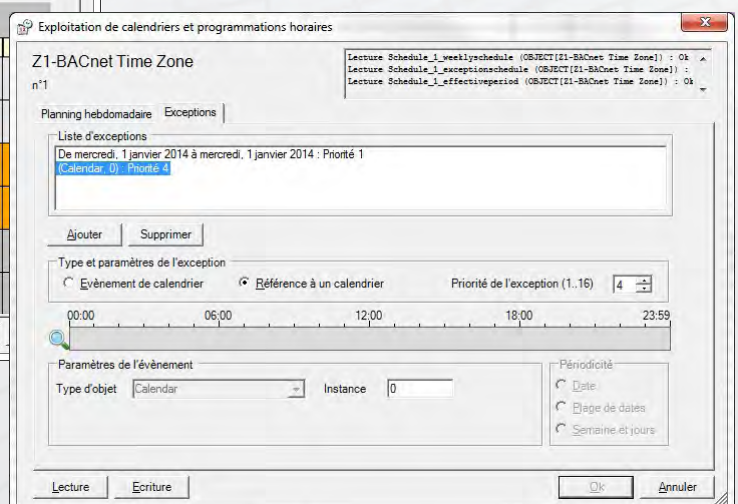 Exploitation de calendriers et programmations horaires
Z1-BACnet Time Zone
n°1
Lecture Schedule_1_weeklyschedule (OBJECT[Z1-BACnet Time Zone]) : Ok
Lecture Schedule_1_exceptionschedule (OBJECT[Z1-BACnet Time Zone]) :
Lecture Schedule_1_effectiveperiod (OBJECT[Z1-BACnet Time Zone]) : Ok
Planning hebdomadaire Exceptions
Liste d'exceptions
De mercredi, 1 janvier 2014 à mercredi, 1 janvier 2014 : Priorité 1
(Calendar, 0) : Priorité 4
Ajouter Supprimer
Type et paramètres de l'exception
Evènement de calendrier Référence à un calendrier Priorité de l'exception (1..16) 4
00:00 06:00 12:00 18:00 23:59
Paramètres de l'évènement Périodicité
Type d'objet Calendar Instance 0 Date
Plage de dates
Semaine et jours
Lecture Ecriture Ok Annuler